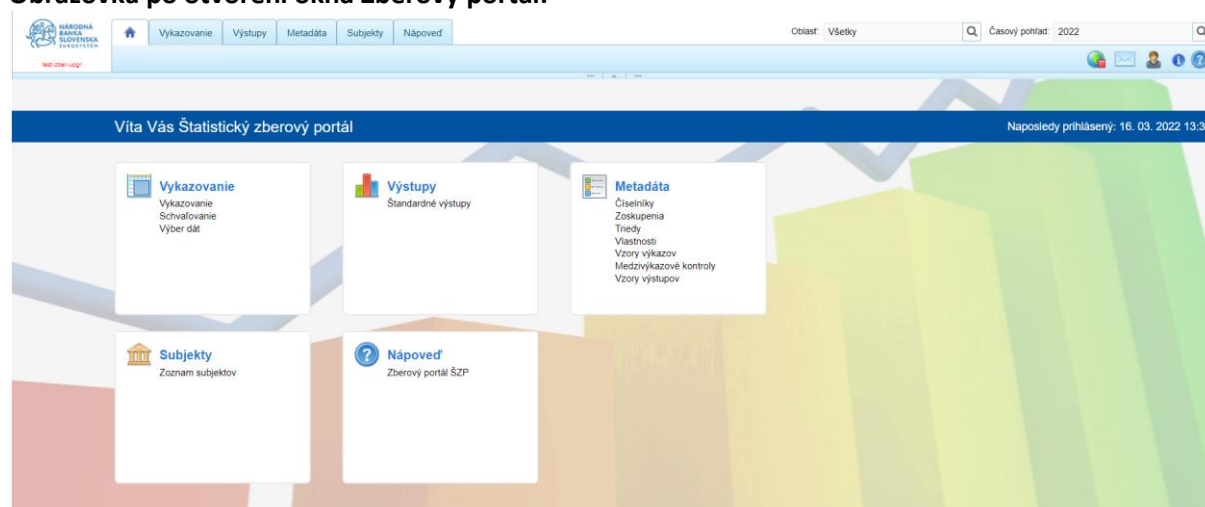 Obrazovka po otvorení okna Zberový portál:
NÁRODNÁ
BANKA
SLOVENSKA
EUROSYSTÉM
test-zber-upgr
Vykazovanie Výstupy Metadáta Subjekty Nápoveď
Oblasť: Všetky Časový pohľad: 2022
Víta Vás Štatistický zberový portál
Naposledy prihlásený: 16. 03. 2022 13:3
Vykazovanie
Vykazovanie
Schvaľovanie
Výber dát
Výstupy
Štandardné výstupy
Metadáta
Číselníky
Zoskupenia
Triedy
Vlastnosti
Vzory výkazov
Medzivýkazové kontroly
Vzory výstupov
Subjekty
Zoznam subjektov
Nápoveď
Zberový portál ŠZP